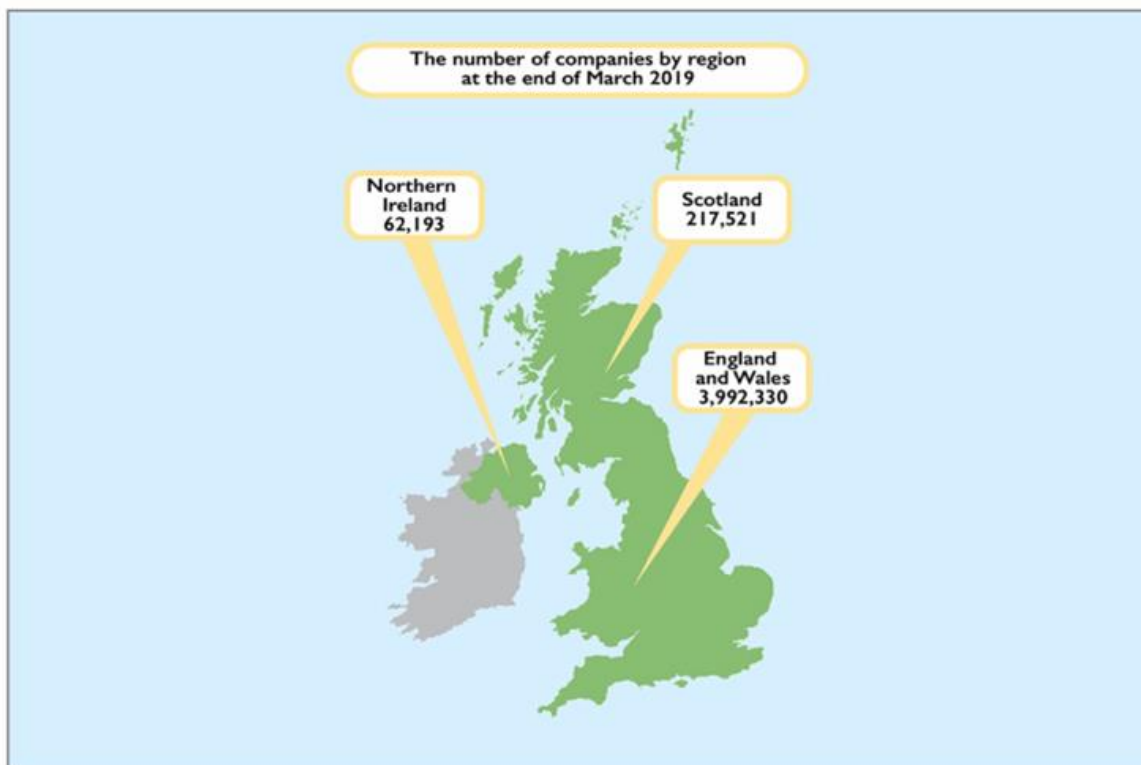 The number of companies by region
at the end of March 2019
Northern
Ireland
62,193
Scotland
217,521
England
and Wales
3,992,330